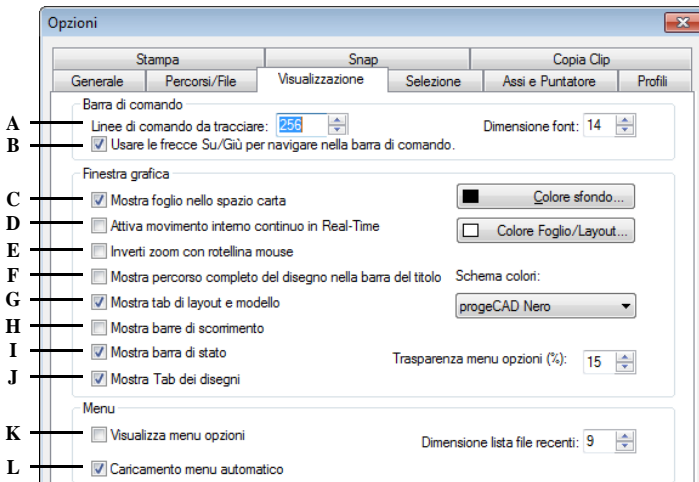 Opzioni
Stampa Snap Copia Clip
Generale Percorsi/File Visualizzazione Selezione Assi e Puntatore Profili
Barra di comando
A Linee di comando da tracciare: 256 Dimensione font: 14
B Usare le frecce Su/Giù per navigare nella barra di comando.
Finestra grafica
C Mostra foglio nello spazio carta Colore sfondo...
D Attiva movimento interno continuo in Real-Time Colore Foglio/Layout...
E Inverti zoom con rotellina mouse
F Mostra percorso completo del disegno nella barra del titolo Schema colori:
G Mostra tab di layout e modello progeCAD Nero
H Mostra barre di scorrimento
I Mostra barra di stato Trasparenza menu opzioni (%): 15
J Mostra Tab dei disegni
Menu
K Visualizza menu opzioni Dimensione lista file recenti: 9
L Caricamento menu automatico